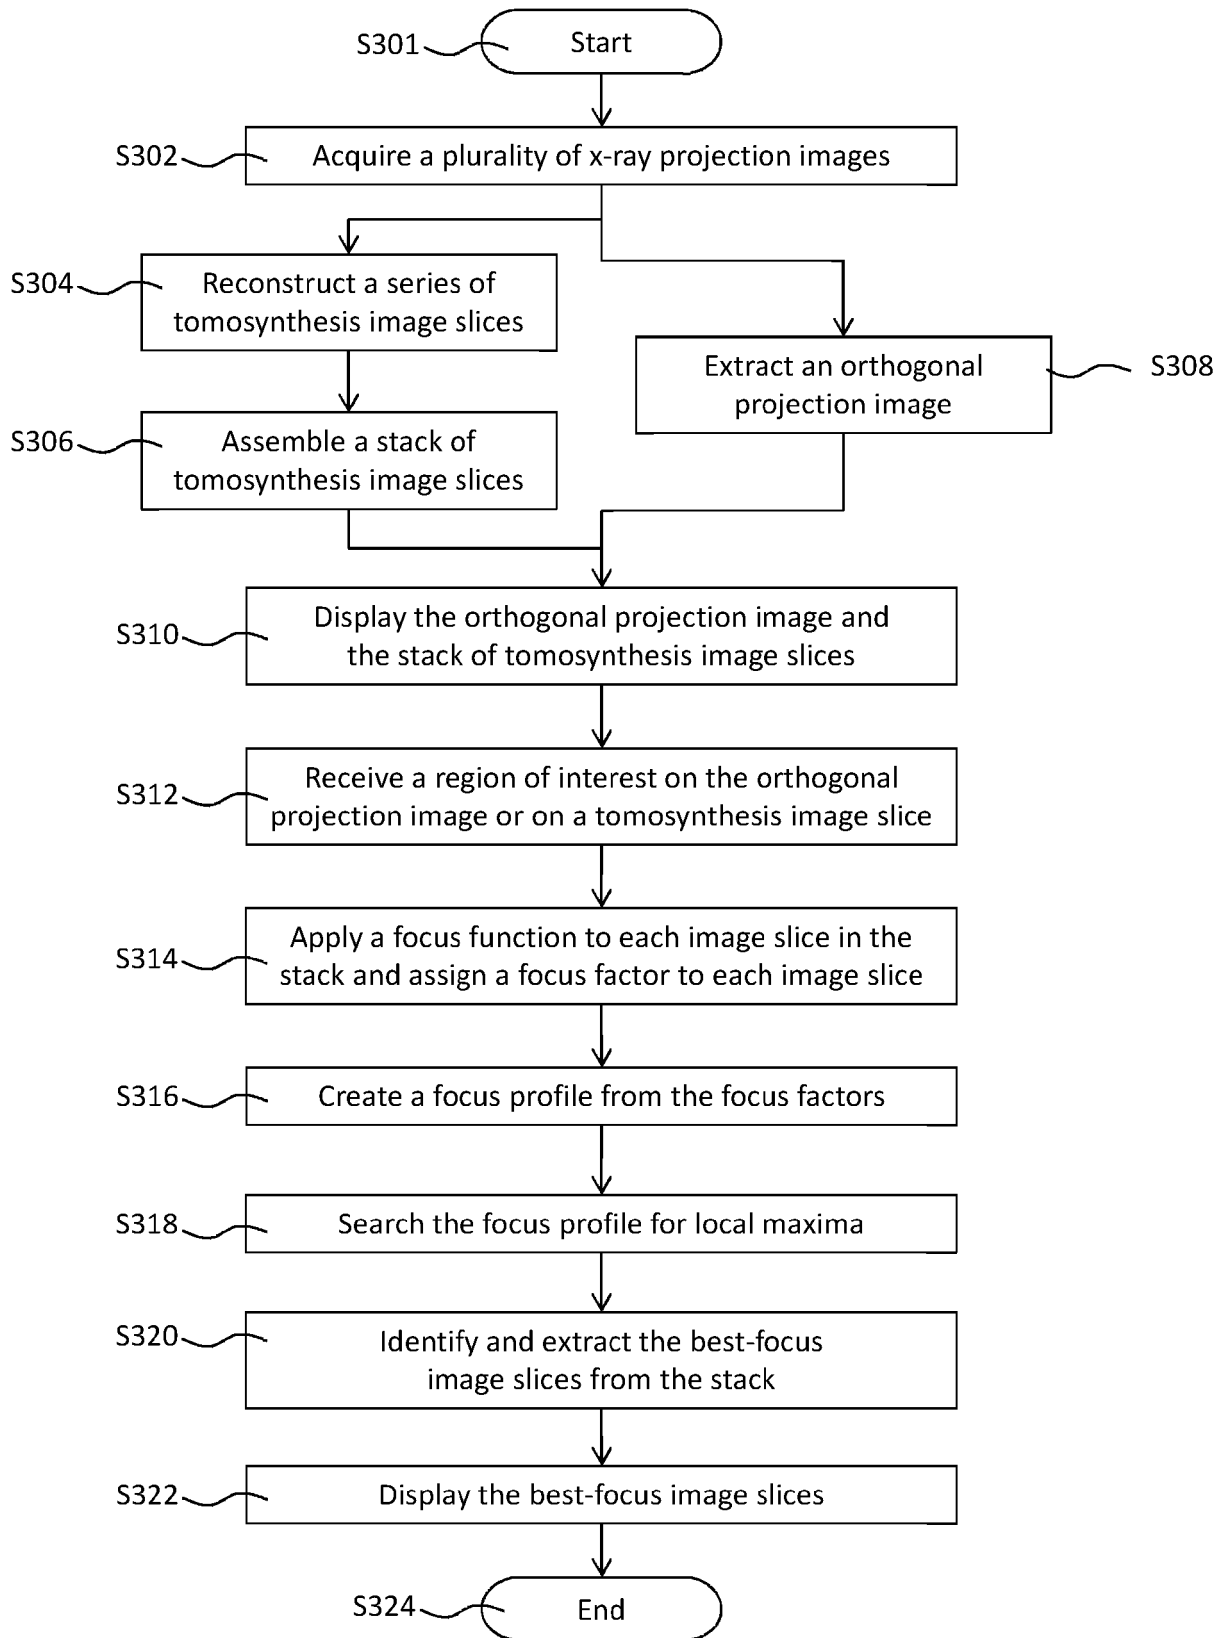 S301
Start
S302
Acquire a plurality of x-ray projection images
S304
Reconstruct a series of
tomosynthesis image slices
S308
Extract an orthogonal
projection image
S306
Assemble a stack of
tomosynthesis image slices
S310
Display the orthogonal projection image and
the stack of tomosynthesis image slices
S312
Receive a region of interest on the orthogonal
projection image or on a tomosynthesis image slice
S314
Apply a focus function to each image slice in the
stack and assign a focus factor to each image slice
S316
Create a focus profile from the focus factors
S318
Search the focus profile for local maxima
S320
Identify and extract the best-focus
image slices from the stack
S322
Display the best-focus image slices
S324
End